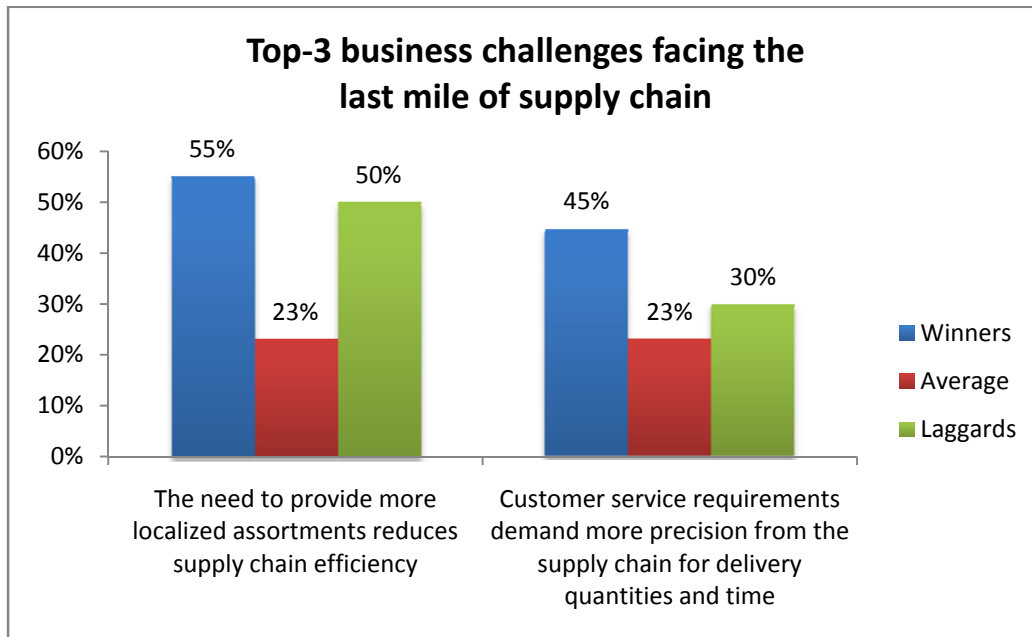 Top-3 business challenges facing the
last mile of supply chain
60%
50%
40%
30%
20%
10%
0%
55%
23%
50%
45%
23%
30%
Winners
Average
Laggards
The need to provide more
localized assortments reduces
supply chain efficiency
Customer service requirements
demand more precision from the
supply chain for delivery
quantities and time